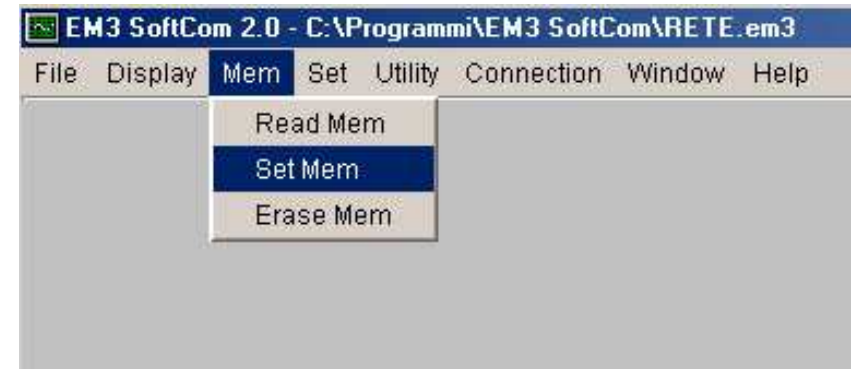 EM3 SoftCom 2.0 - C:\Programmi\EM3 SoftCom\RETE.em3
File Display Mem Set Utility Connection Window Help
Read Mem
Set Mem
Erase Mem